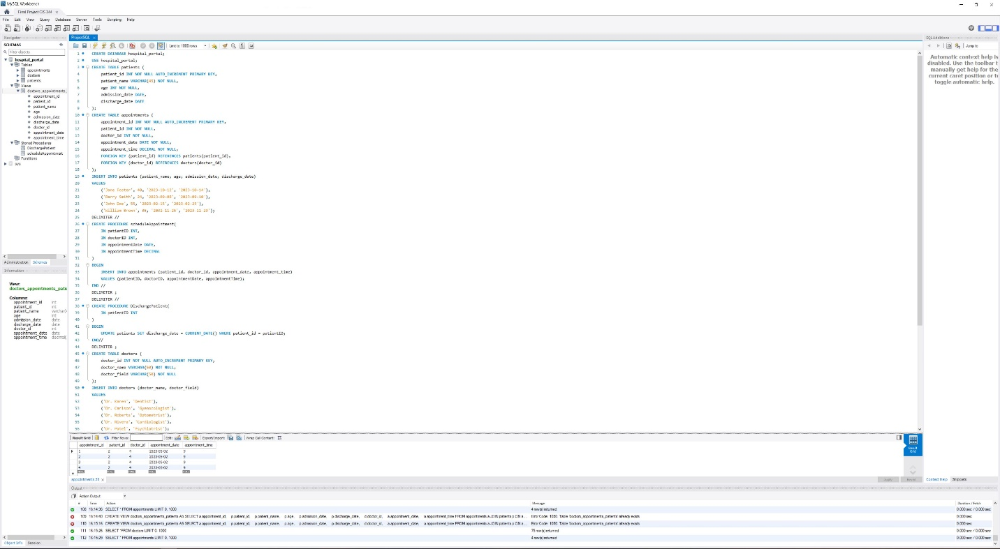 MySQL Workbench
Final Project CIS 344 ×
File Edit View Query Database Server Tools Scripting Help
Navigator
SCHEMAS
Filter objects
hospital_portal
Tables
appointments
doctors
patients
Views
doctors_appointments_
appointment_id
patient_id
patient_name
age
admission_date
discharge_date
doctor_id
appointment_date
appointment_time
Stored Procedures
DischargePatient
scheduleAppointment
Functions
sys
Administration Schemas
Information
View:
doctors_appointments_patie
Columns:
appointment_id int
patient_id int
patient_name varchar(
age int
admission_date date
discharge_date date
doctor_id int
appointment_date date
appointment_time decimal(
Object Info Session
ProjectSQL ×
Limit to 1000 rows
1 CREATE DATABASE hospital_portal;
2 USE hospital_portal;
3 CREATE TABLE patients (
4 patient_id INT NOT NULL AUTO_INCREMENT PRIMARY KEY,
5 patient_name VARCHAR(45) NOT NULL,
6 age INT NOT NULL,
7 admission_date DATE,
8 discharge_date DATE
9 );
10 CREATE TABLE appointments (
11 appointment_id INT NOT NULL AUTO_INCREMENT PRIMARY KEY,
12 patient_id INT NOT NULL,
13 doctor_id INT NOT NULL,
14 appointment_date DATE NOT NULL,
15 appointment_time DECIMAL NOT NULL,
16 FOREIGN KEY (patient_id) REFERENCES patients(patient_id),
17 FOREIGN KEY (doctor_id) REFERENCES doctors(doctor_id)
18 );
19 INSERT INTO patients (patient_name, age, admission_date, discharge_date)
20 VALUES
21 ('Jane Foster', 40, '2023-10-12', '2023-10-14'),
22 ('Barry Smith', 24, '2023-09-08', '2023-09-10'),
23 ('John Doe', 55, '2023-02-15', '2023-02-25'),
24 ('William Brown', 35, '2032-11-25', '2023-11-29');
25 DELIMITER //
26 CREATE PROCEDURE scheduleAppointment(
27 IN patientID INT,
28 IN doctorID INT,
29 IN appointmentDate DATE,
30 IN appointmentTime DECIMAL
31 )
32 BEGIN
33 INSERT INTO appointments (patient_id, doctor_id, appointment_date, appointment_time)
34 VALUES (patientID, doctorID, appointmentDate, appointmentTime);
35 END //
36 DELIMETER ;
37 DELIMITER //
38 CREATE PROCEDURE DischargePatient(
39 IN patientID INT
40 )
41 BEGIN
42 UPDATE patients SET discharge_date = CURRENT_DATE() WHERE patient_id = patientID;
43 END//
44 DELIMETER ;
45 CREATE TABLE doctors (
46 doctor_id INT NOT NULL AUTO_INCREMENT PRIMARY KEY,
47 doctor_name VARCHAR(50) NOT NULL,
48 doctor_field VARCHAR(50) NOT NULL
49 );
50 INSERT INTO doctors (doctor_name, doctor_field)
51 VALUES
52 ('Dr. Karen', 'Dentist'),
53 ('Dr. Carlson', 'Gynecologist'),
54 ('Dr. Roberts', 'Optometrist'),
55 ('Dr. Rivera', 'Cardiologist'),
56 ('Dr. Patel', 'Psychiatrist');
Result Grid Filter Rows: Edit: Export/Import: Wrap Cell Content:
appointment_id patient_id doctor_id appointment_date appointment_time
1 2 4 2023-05-02 9
2 2 4 2023-05-02 9
3 2 4 2023-05-02 9
4 2 4 2023-05-02 9
NULL NULL NULL NULL NULL
Result Grid
appointments 20 ×
Apply Revert
Output
Action Output
# Time Action Message Duration / Fetch
108 16:14:36 SELECT * FROM appointments LIMIT 0, 1000 4 row(s) returned 0.000 sec / 0.000 sec
109 16:14:40 CREATE VIEW doctors_appointments_patients AS SELECT a.appointment_id, p.patient_id, p.patient_name, p.age, p.admission_date, p.discharge_date, d.doctor_id, a.appointment_date, a.appointment_time FROM appointments a JOIN patients p ON a ... Error Code: 1050. Table 'doctors_appointments_patients' already exists 0.000 sec
110 16:15:16 CREATE VIEW doctors_appointments_patients AS SELECT a.appointment_id, p.patient_id, p.patient_name, p.age, p.admission_date, p.discharge_date, d.doctor_id, a.appointment_date, a.appointment_time FROM appointments a JOIN patients p ON a ... Error Code: 1050. Table 'doctors_appointments_patients' already exists 0.000 sec
111 16:15:26 SELECT * FROM doctors LIMIT 0, 1000 75 row(s) returned 0.000 sec / 0.000 sec
112 16:15:29 SELECT * FROM appointments LIMIT 0, 1000 4 row(s) returned 0.000 sec / 0.000 sec
SQLAdditions
Jump to
Automatic context help is
disabled. Use the toolbar t
manually get help for the
current caret position or to
toggle automatic help.
Context Help Snippets